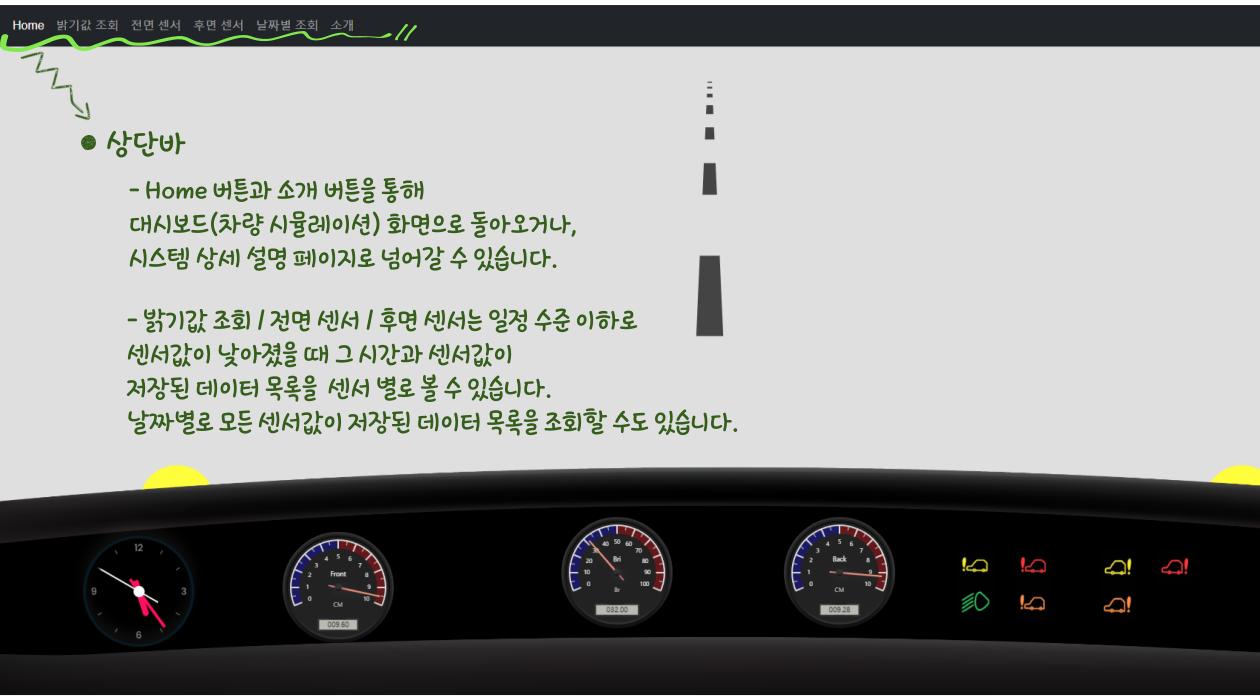 Home 밝기값 조회 전면 센서 후면 센서 날짜별 조회 소개
● 상단바
- Home 버튼과 소개 버튼을 통해
대시보드(차량 시뮬레이션) 화면으로 돌아오거나,
시스템 상세 설명 페이지로 넘어갈 수 있습니다.
- 밝기값 조회 / 전면 센서 / 후면 센서는 일정 수준 이하로
센서값이 낮아졌을 때 그 시간과 센서값이
저장된 데이터 목록을 센서 별로 볼 수 있습니다.
날짜별로 모든 센서값이 저장된 데이터 목록을 조회할 수도 있습니다.
12
3
6
9
0 1 2 3 4 5 6 7 8 9 10
Front
CM
009.60
0 10 20 30 40 50 60 70 80 90 100
Bri
Br
032.00
0 1 2 3 4 5 6 7 8 9 10
Back
CM
009.28